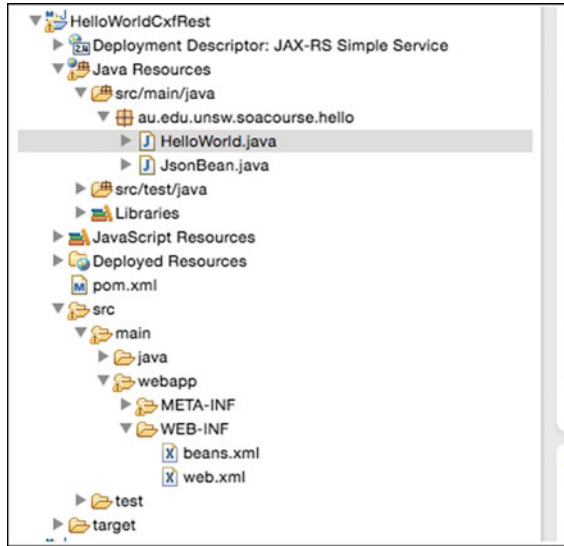 HelloWorldCxfRest
Deployment Descriptor: JAX-RS Simple Service
Java Resources
src/main/java
au.edu.unsw.soacourse.hello
HelloWorld.java
JsonBean.java
src/test/java
Libraries
JavaScript Resources
Deployed Resources
pom.xml
src
main
java
webapp
META-INF
WEB-INF
beans.xml
web.xml
test
target